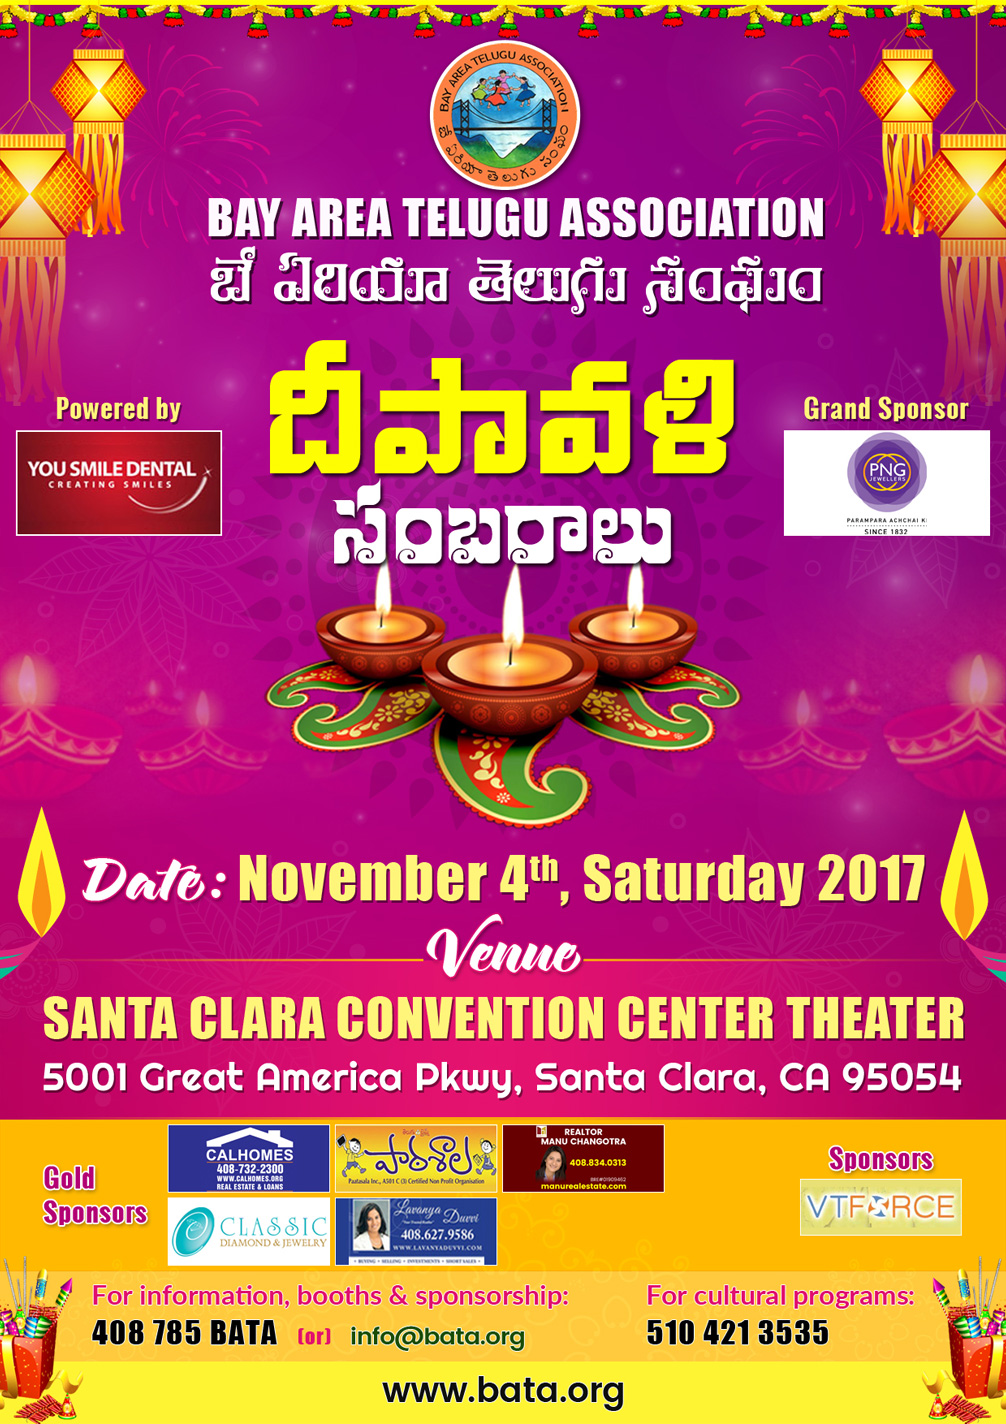 BAY AREA TELUGU ASSOCIATION
బే ఏరియా తెలుగు సంఘం
BAY AREA TELUGU ASSOCIATION
బే ఏరియా తెలుగు సంఘం
దీపావళి
సంబరాలు
Powered by
YOU SMILE DENTAL
CREATING SMILES
Grand Sponsor
PNG
JEWELLERS
PARAMPARA ACHCHAI KI
SINCE 1832
Date: November 4th, Saturday 2017
Venue
SANTA CLARA CONVENTION CENTER THEATER
5001 Great America Pkwy, Santa Clara, CA 95054
Gold
Sponsors
CALHOMES
408-732-2300
WWW.CALHOMES.ORG
REAL ESTATE & LOANS
పాఠశాల
Paatasala Inc., A501 C (3) Certified Non Profit Organisation
REALTOR
MANU CHANGOTRA
408.834.0313
BRE#01909462
manurealestate.com
CLASSIC
DIAMOND & JEWELRY
Lavanya Duvvi
408.627.9586
WWW.LAVANYADUVVI.COM
• BUYING • SELLING • INVESTMENTS • SHORT SALES •
Sponsors
VTFORCE
For information, booths & sponsorship:
408 785 BATA (or) info@bata.org
For cultural programs:
510 421 3535
www.bata.org